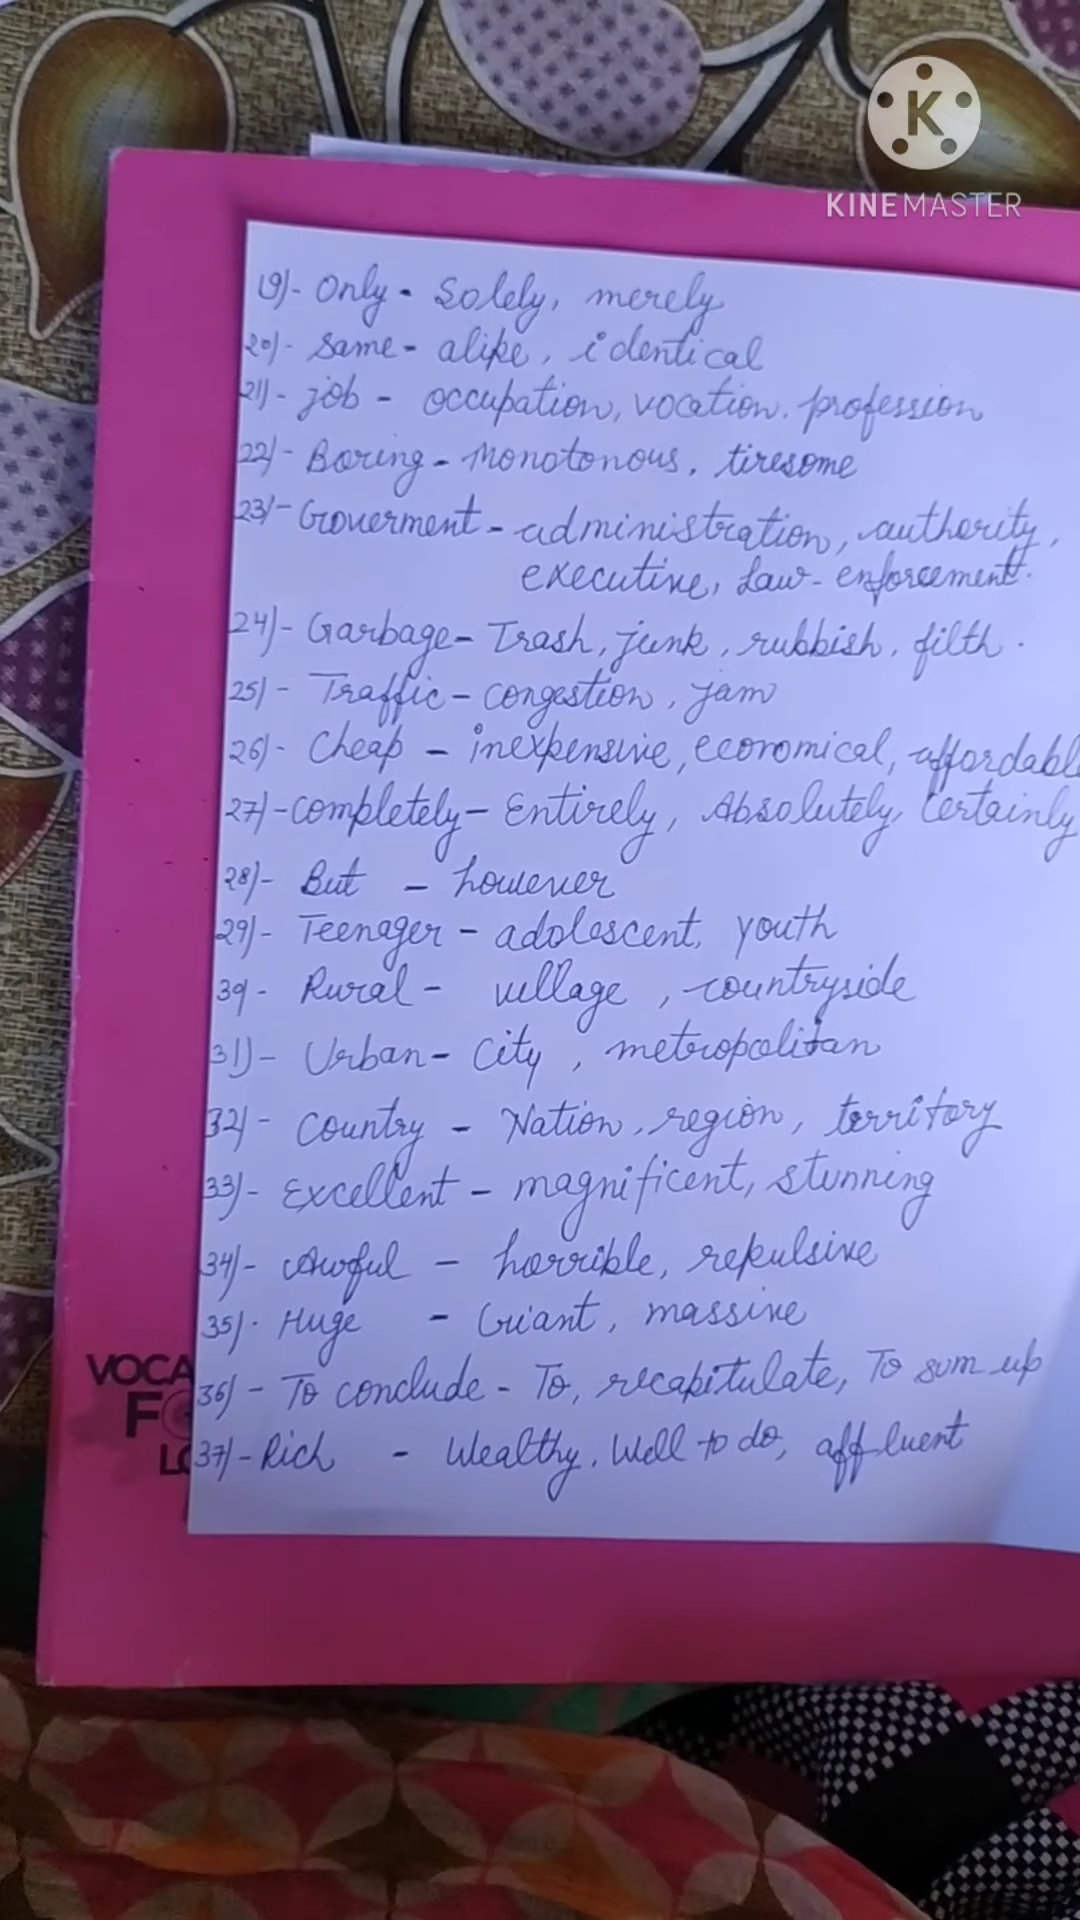 K
KINEMASTER
19)- Only - Solely, merely
20)- Same - alike, identical
21)- job - occupation, vocation, profession
22)- Boring - Monotonous, tiresome
23)- Government - administration, authority,
executive, Law-enforcement.
24)- Garbage - Trash, junk, rubbish, filth.
25)- Traffic - congestion, jam
26)- Cheap - inexpensive, economical, affordable
27)- completely - Entirely, Absolutely, Certainly
28)- But - however
29)- Teenager - adolescent, youth
30- Rural - village, countryside
31)- Urban - City, metropolitan
32)- Country - Nation, region, territory
33)- Excellent - magnificent, stunning
34)- Awful - horrible, repulsive
35)- Huge - Giant, massive
36)- To conclude - To, recapitulate, To sum up
37)- Rich - Wealthy, Well to do, affluent
VOCA